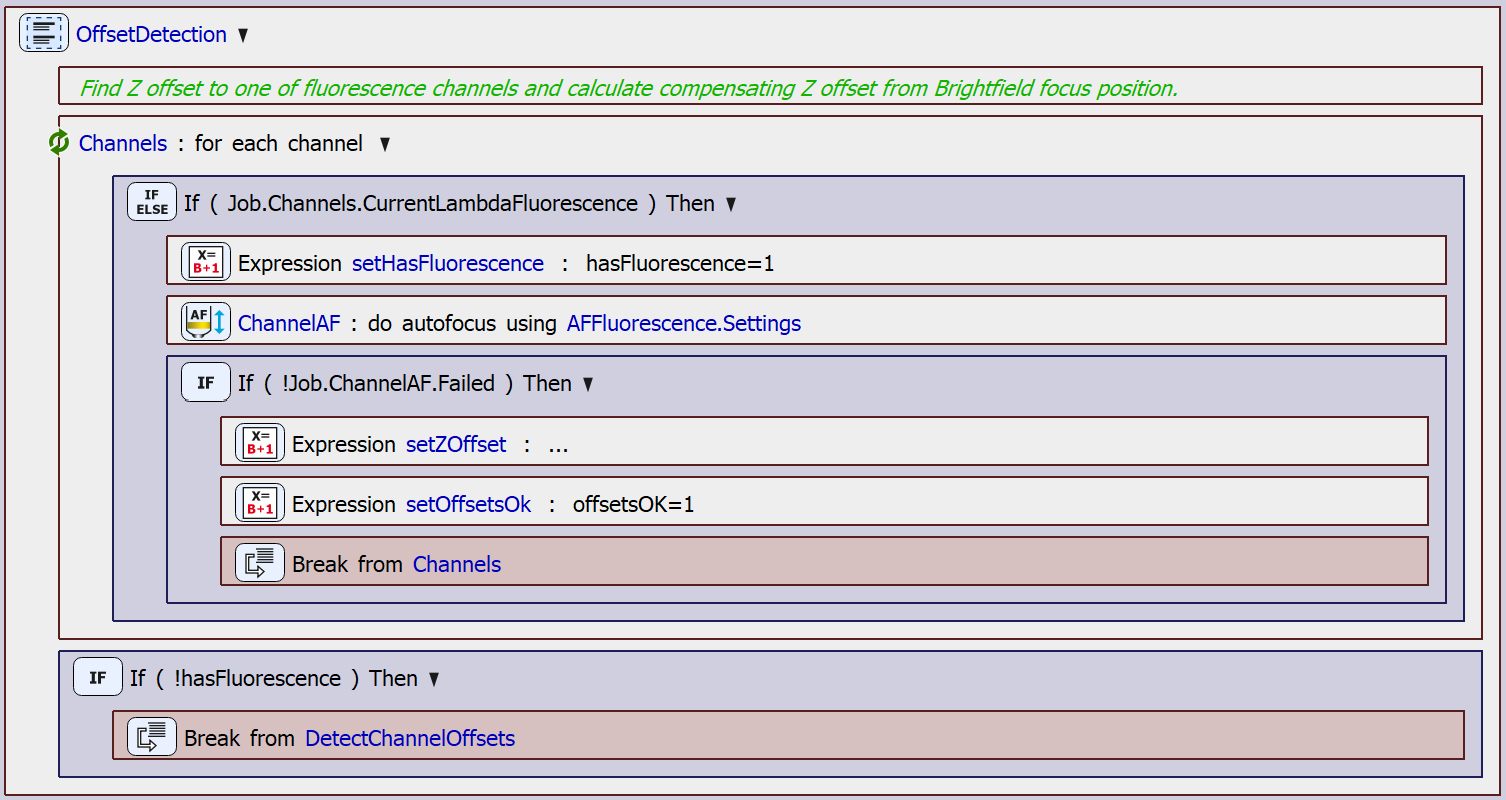 OffsetDetection ▼
Find Z offset to one of fluorescence channels and calculate compensating Z offset from Brightfield focus position.
Channels : for each channel ▼
IF ELSE If ( Job.Channels.CurrentLambdaFluorescence ) Then ▼
X= B+1 Expression setHasFluorescence : hasFluorescence=1
AF ChannelAF : do autofocus using AFFluorescence.Settings
IF If ( !Job.ChannelAF.Failed ) Then ▼
X= B+1 Expression setZOffset : ...
X= B+1 Expression setOffsetsOk : offsetsOK=1
Break from Channels
IF If ( !hasFluorescence ) Then ▼
Break from DetectChannelOffsets